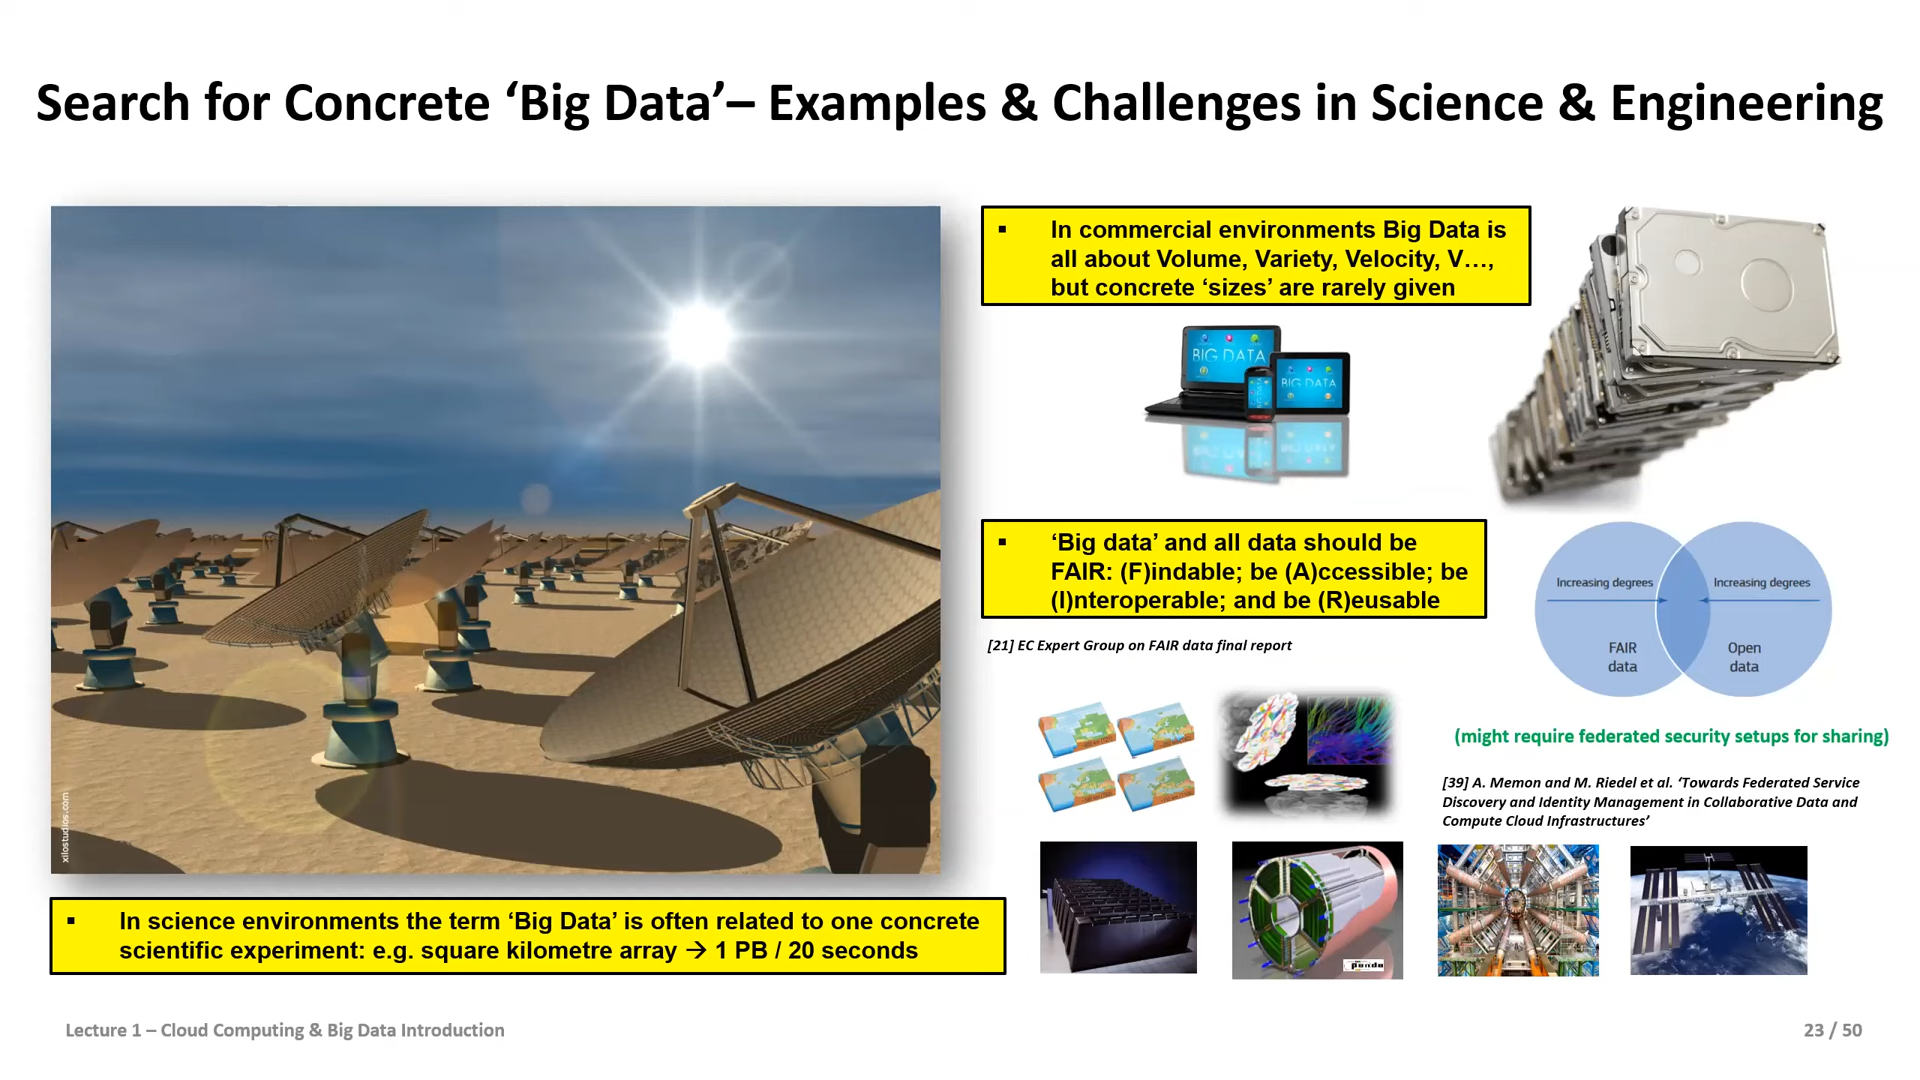 Search for Concrete ‘Big Data’– Examples & Challenges in Science & Engineering
▪ In commercial environments Big Data is
all about Volume, Variety, Velocity, V…,
but concrete ‘sizes’ are rarely given
BIG DATA
BIG DATA
▪ ‘Big data’ and all data should be
FAIR: (F)indable; be (A)ccessible; be
(I)nteroperable; and be (R)eusable
[21] EC Expert Group on FAIR data final report
Increasing degrees
Increasing degrees
FAIR
data
Open
data
(might require federated security setups for sharing)
[39] A. Memon and M. Riedel et al. ‘Towards Federated Service
Discovery and Identity Management in Collaborative Data and
Compute Cloud Infrastructures’
panda
xilostudios.com
▪ In science environments the term ‘Big Data’ is often related to one concrete
scientific experiment: e.g. square kilometre array → 1 PB / 20 seconds
Lecture 1 – Cloud Computing & Big Data Introduction
23 / 50